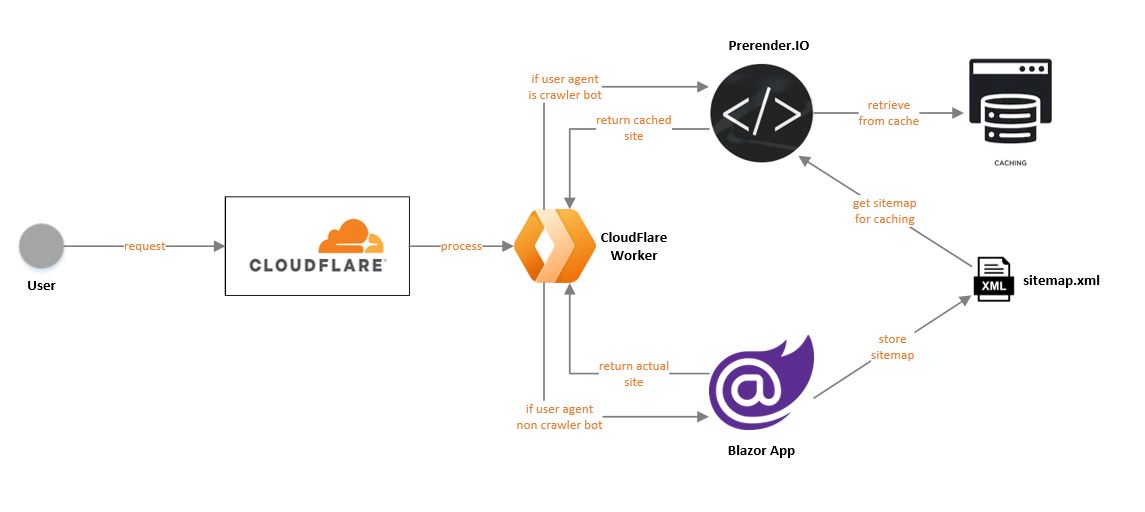 Prerender.IO
if user agent
is crawler bot
return cached
site
</>
retrieve
from cache
CACHING
get sitemap
for caching
User
request
CLOUDFLARE
process
CloudFlare
Worker
XML
sitemap.xml
store
sitemap
return actual
site
@
if user agent
non crawler bot
Blazor App